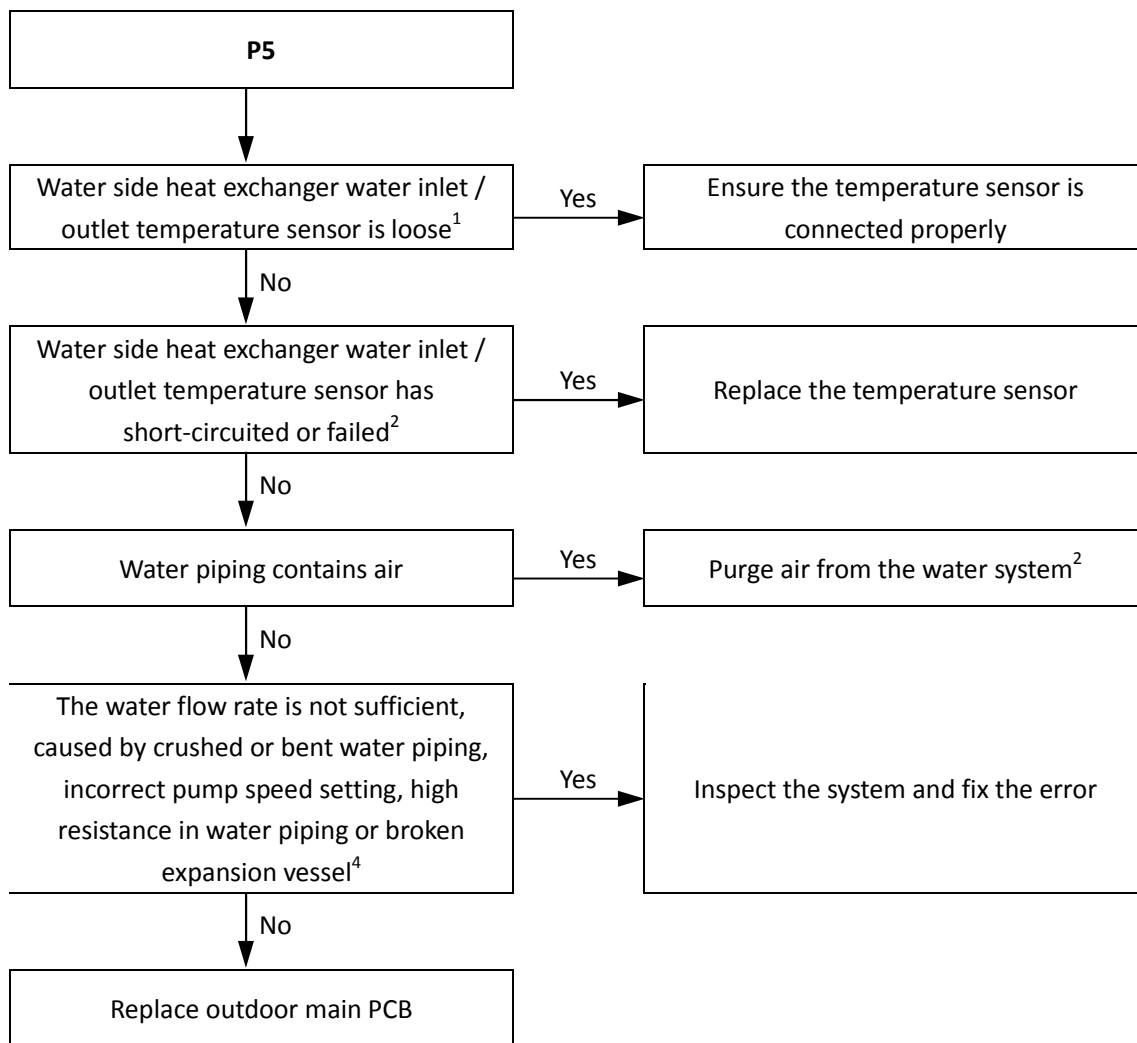 P5
Water side heat exchanger water inlet /
outlet temperature sensor is loose¹
Yes
Ensure the temperature sensor is
connected properly
No
Water side heat exchanger water inlet /
outlet temperature sensor has
short-circuited or failed²
Yes
Replace the temperature sensor
No
Water piping contains air
Yes
Purge air from the water system²
No
The water flow rate is not sufficient,
caused by crushed or bent water piping,
incorrect pump speed setting, high
resistance in water piping or broken
expansion vessel⁴
Yes
Inspect the system and fix the error
No
Replace outdoor main PCB